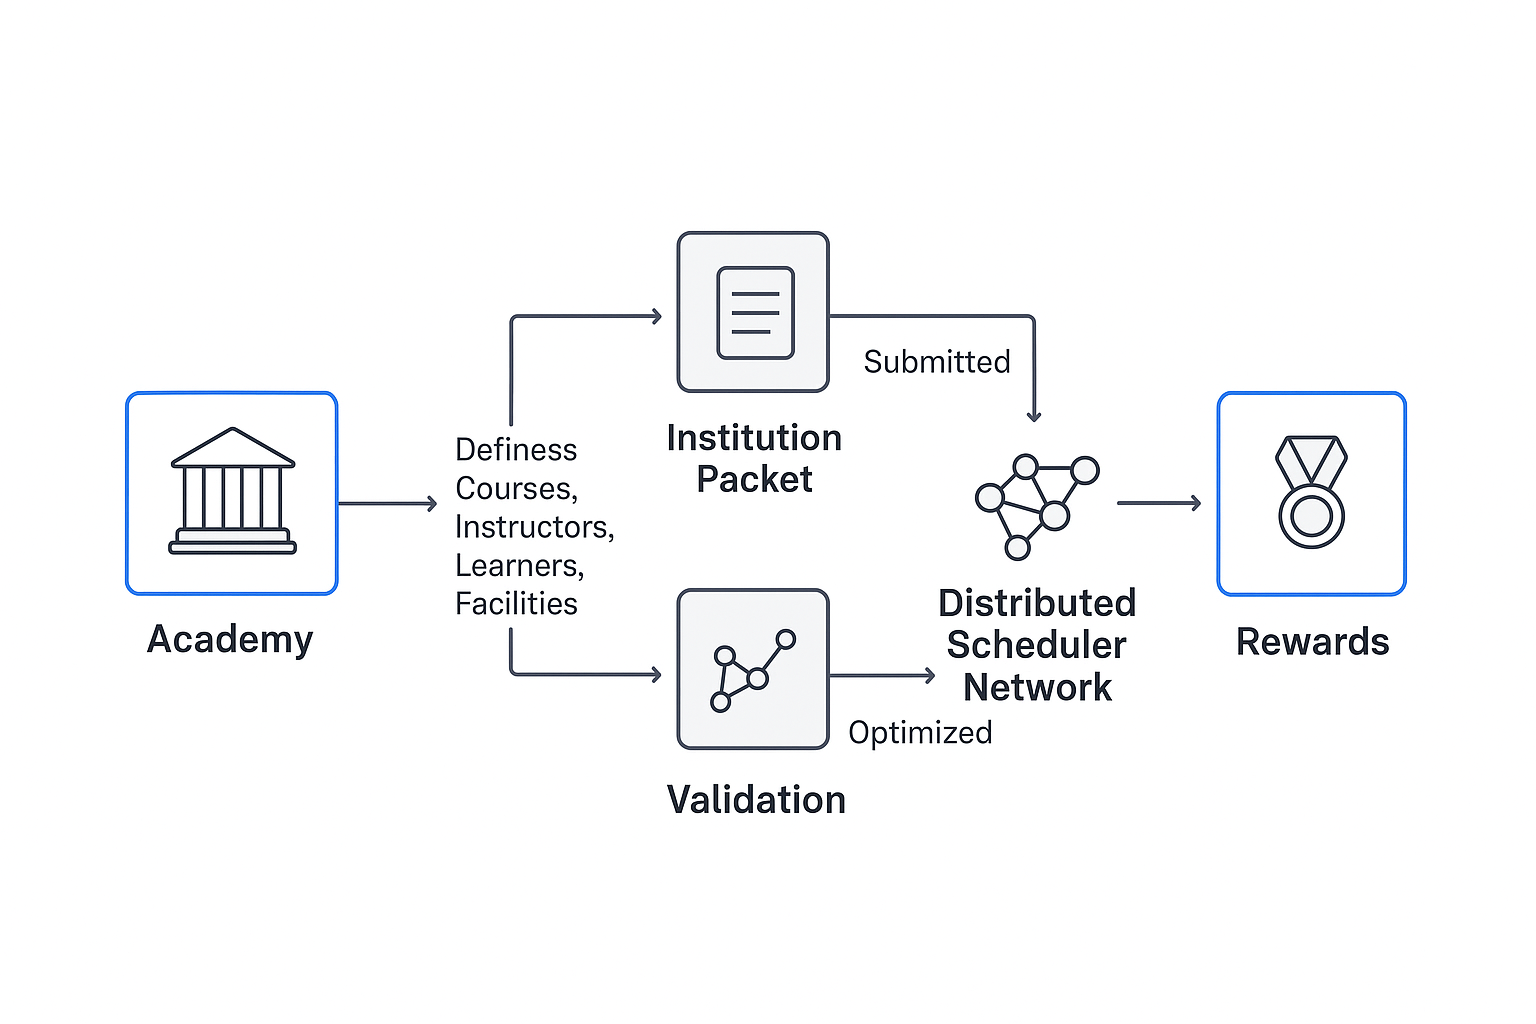 Academy
Definess
Courses,
Instructors,
Learners,
Facilities
Institution
Packet
Submitted
Validation
Optimized
Distributed
Scheduler
Network
Rewards